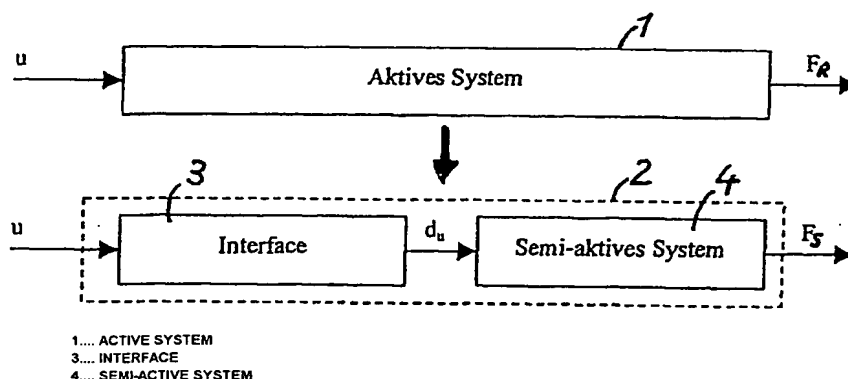 1
u
Aktives System
F_R
3
2
4
u
Interface
d_u
Semi-aktives System
F_S
1.... ACTIVE SYSTEM
3.... INTERFACE
4.... SEMI-ACTIVE SYSTEM